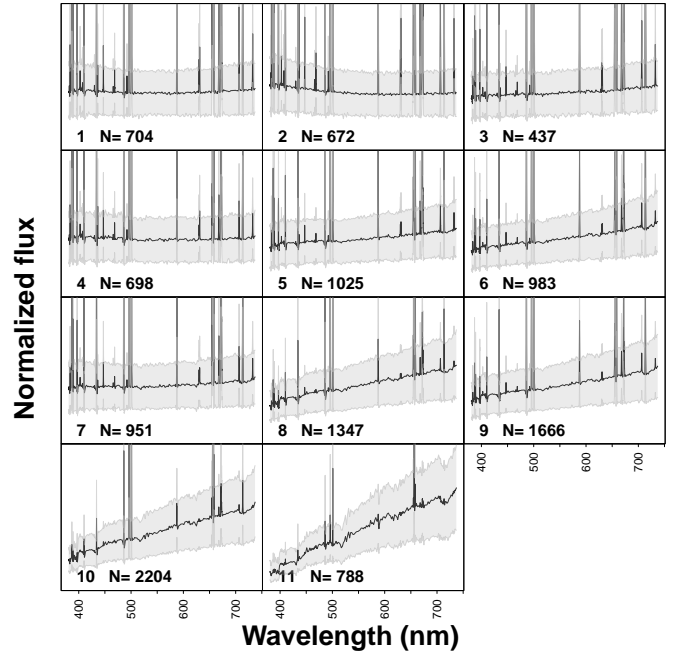 1 N= 704
2 N= 672
3 N= 437
4 N= 698
5 N= 1025
6 N= 983
7 N= 951
8 N= 1347
9 N= 1666
400 500 600 700
10 N= 2204
11 N= 788
400 500 600 700
400 500 600 700
Wavelength (nm)
Normalized flux